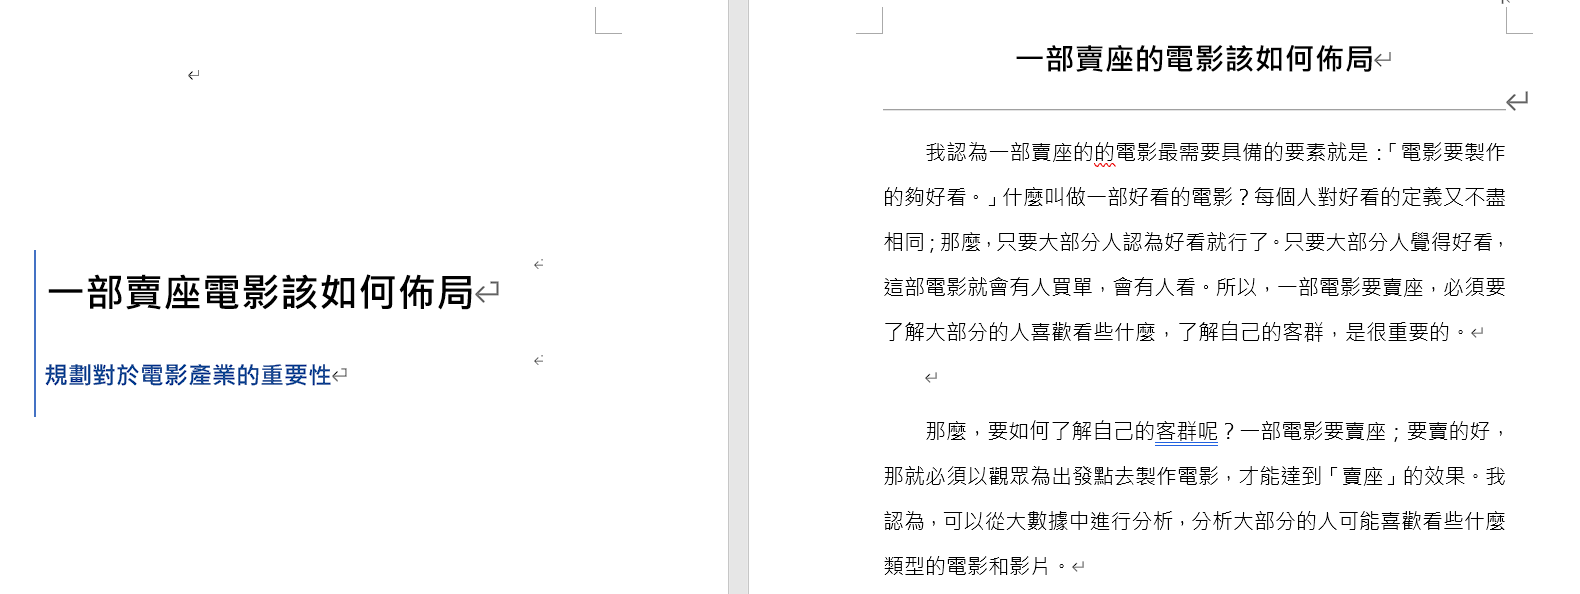 一部賣座電影該如何佈局
規劃對於電影產業的重要性
一部賣座的電影該如何佈局
我認為一部賣座的的電影最需要具備的要素就是：「電影要製作
的夠好看。」什麼叫做一部好看的電影？每個人對好看的定義又不盡
相同；那麼，只要大部分人認為好看就行了。只要大部分人覺得好看，
這部電影就會有人買單，會有人看。所以，一部電影要賣座，必須要
了解大部分的人喜歡看些什麼，了解自己的客群，是很重要的。
那麼，要如何了解自己的客群呢？一部電影要賣座；要賣的好，
那就必須以觀眾為出發點去製作電影，才能達到「賣座」的效果。我
認為，可以從大數據中進行分析，分析大部分的人可能喜歡看些什麼
類型的電影和影片。